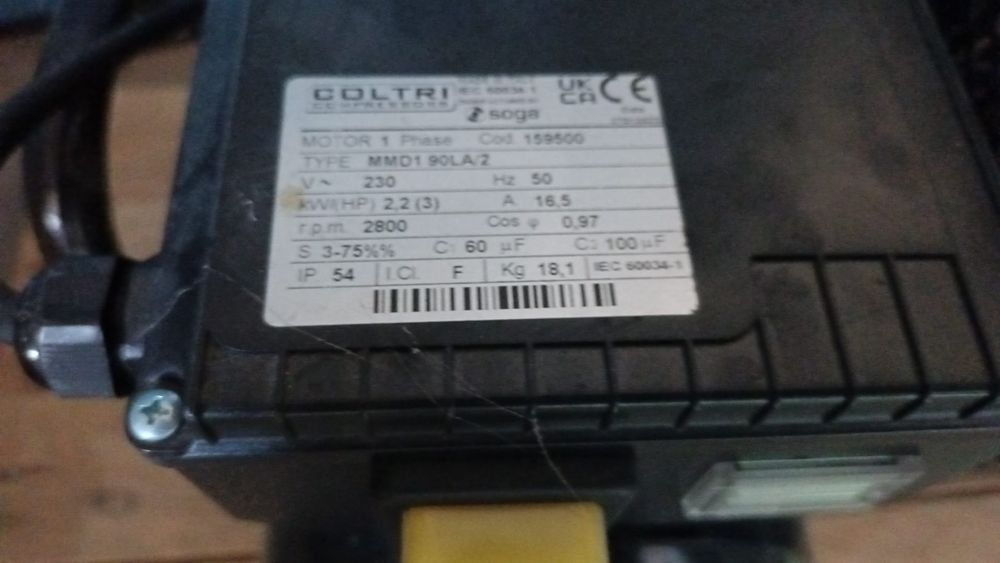 COLTRI
COMPRESSORS
IEC 60034-1
soga
UK
CA CE
MOTOR 1 Phase Cod. 159500
TYPE MMD1 90LA/2
V~ 230 Hz 50
kW/(HP) 2,2 (3) A 16,5
r.p.m. 2800 Cos φ 0,97
S 3-75%% C1 60 µF C2 100 µF
IP 54 I.Cl. F Kg 18,1 IEC 60034-1